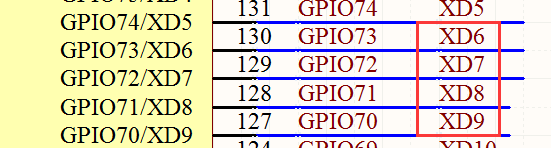 131 GPIO74 XD5
GPIO74/XD5
130 GPIO73 XD6
GPIO73/XD6
129 GPIO72 XD7
GPIO72/XD7
128 GPIO71 XD8
GPIO71/XD8
127 GPIO70 XD9
GPIO70/XD9